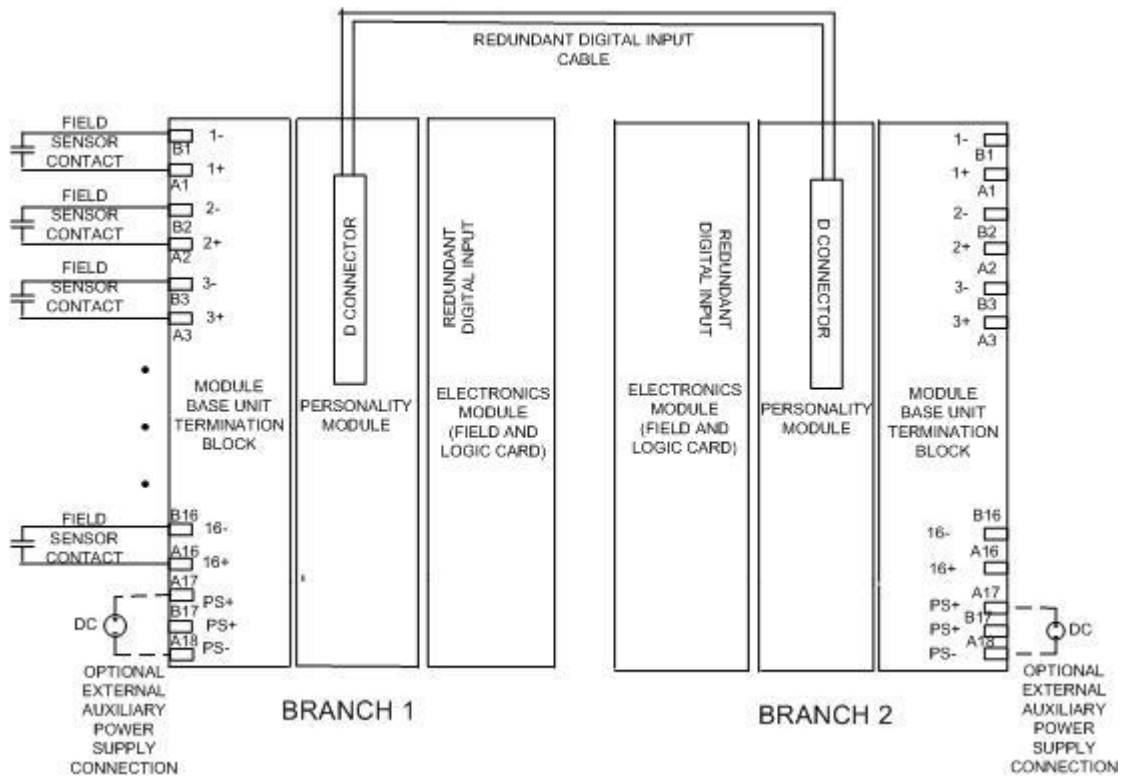 REDUNDANT DIGITAL INPUT
CABLE
FIELD
SENSOR
CONTACT
1-
B1
1+
A1
FIELD
SENSOR
CONTACT
2-
B2
2+
A2
FIELD
SENSOR
CONTACT
3-
B3
3+
A3
MODULE
BASE UNIT
TERMINATION
BLOCK
FIELD
SENSOR
CONTACT
B16
16-
A16
16+
A17
PS+
B17
PS+
A18
PS-
DC
OPTIONAL
EXTERNAL
AUXILIARY
POWER
SUPPLY
CONNECTION
D CONNECTOR
PERSONALITY
MODULE
REDUNDANT
DIGITAL INPUT
ELECTRONICS
MODULE
(FIELD AND
LOGIC CARD)
BRANCH 1
REDUNDANT
DIGITAL INPUT
ELECTRONICS
MODULE
(FIELD AND
LOGIC CARD)
D CONNECTOR
PERSONALITY
MODULE
1-
B1
1+
A1
2-
B2
2+
A2
3-
B3
3+
A3
MODULE
BASE UNIT
TERMINATION
BLOCK
B16
16-
A16
16+
A17
PS+
B17
PS+
A18
PS-
DC
OPTIONAL
EXTERNAL
AUXILIARY
POWER
SUPPLY
CONNECTION
BRANCH 2